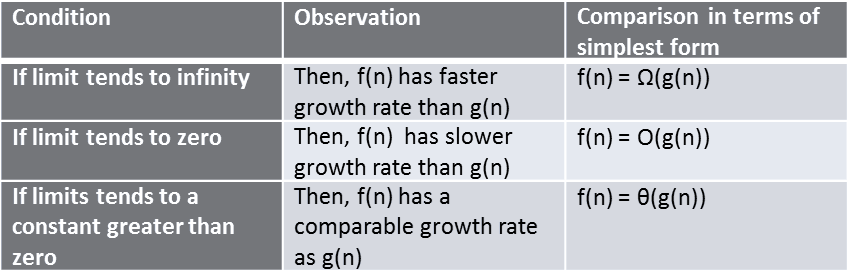 Condition
Observation
Comparison in terms of
simplest form
If limit tends to infinity
Then, f(n) has faster
growth rate than g(n)
f(n) = Ω(g(n))
If limit tends to zero
Then, f(n) has slower
growth rate than g(n)
f(n) = O(g(n))
If limits tends to a
constant greater than
zero
Then, f(n) has a
comparable growth rate
as g(n)
f(n) = θ(g(n))